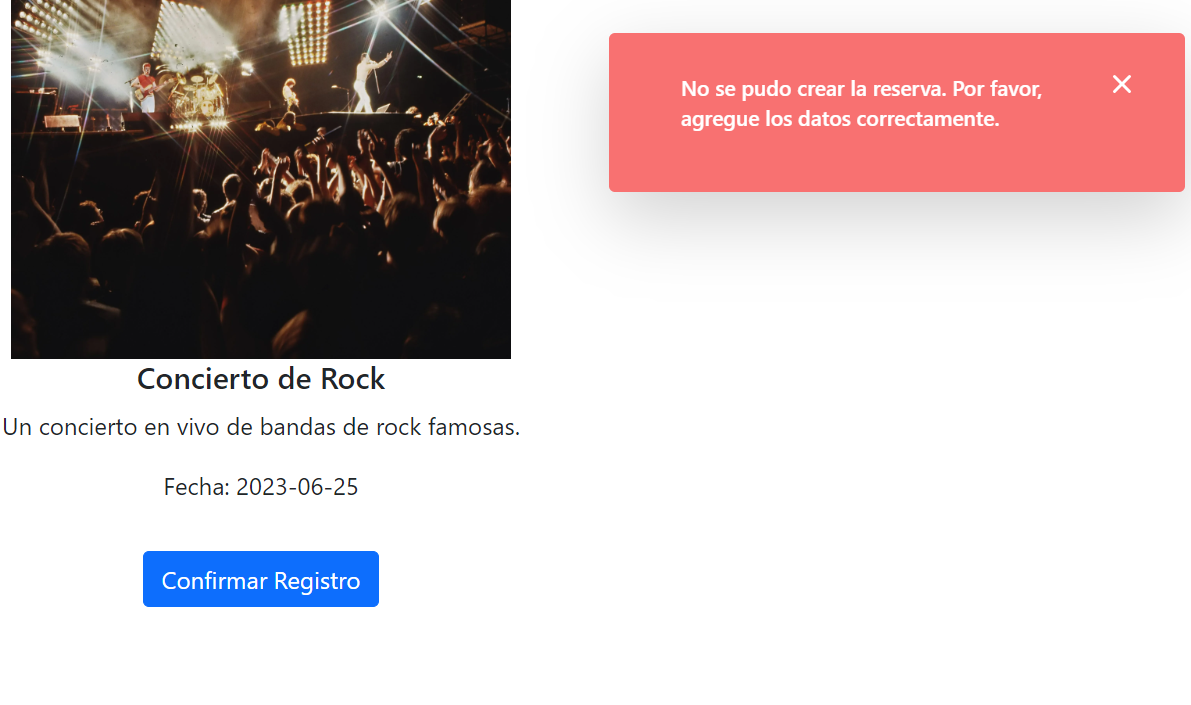 No se pudo crear la reserva. Por favor,
agregue los datos correctamente.
Concierto de Rock
Un concierto en vivo de bandas de rock famosas.
Fecha: 2023-06-25
Confirmar Registro